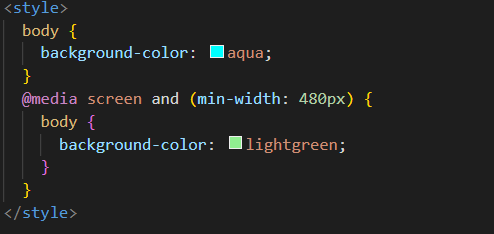 <style>
body {
background-color: aqua;
}
@media screen and (min-width: 480px) {
body {
background-color: lightgreen;
}
}
</style>